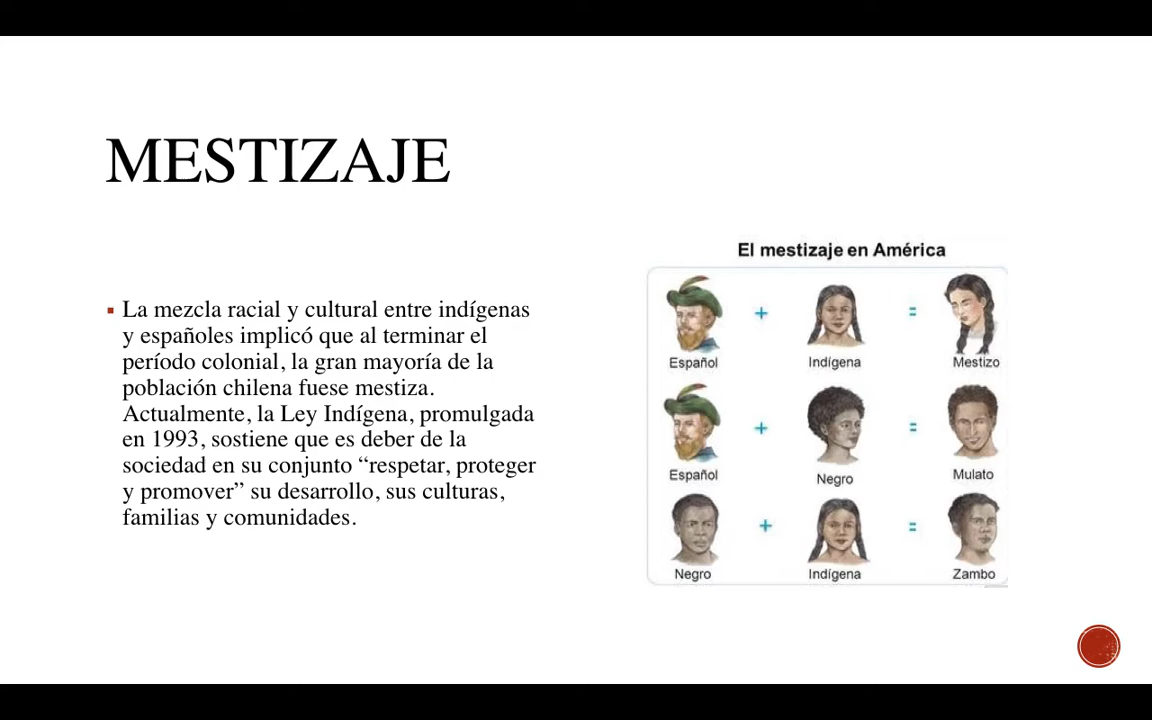 MESTIZAJE
La mezcla racial y cultural entre indígenas
y españoles implicó que al terminar el
período colonial, la gran mayoría de la
población chilena fuese mestiza.
Actualmente, la Ley Indígena, promulgada
en 1993, sostiene que es deber de la
sociedad en su conjunto “respetar, proteger
y promover” su desarrollo, sus culturas,
familias y comunidades.
El mestizaje en América
+ =
Español Indígena Mestizo
+ =
Español Negro Mulato
+ =
Negro Indígena Zambo